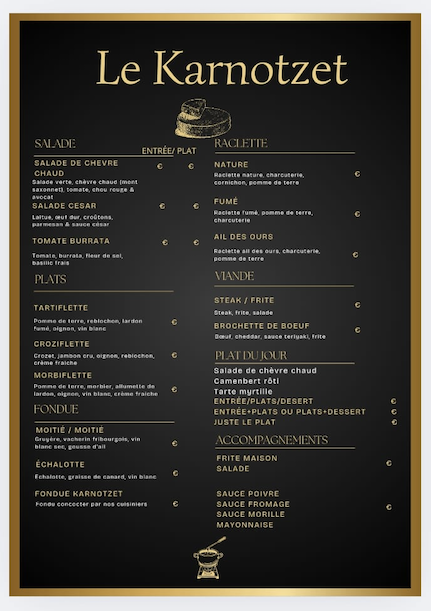 Le Karnotzet
SALADE
ENTRÉE/ PLAT
SALADE DE CHEVRE CHAUD
€ €
Salade verte, chèvre chaud (mont
saxonnet), tomate, chou rouge &
avocat
SALADE CESAR
€ €
Laitue, œuf dur, croûtons,
parmesan & sauce césar
TOMATE BURRATA
€ €
Tomate, burrata, fleur de sel,
basilic frais
PLATS
TARTIFLETTE
Pomme de terre, reblochon, lardon
fumé, oignon, vin blanc
€
CROZIFLETTE
Crozet, jambon cru, oignon, reblochon,
crème fraiche
€
MORBIFLETTE
Pomme de terre, morbier, allumette de
lardon, oignon, vin blanc, crème fraiche
€
FONDUE
MOITIÉ / MOITIÉ
Gruyère, vacherin fribourgois, vin
blanc sec, gousse d'ail
€
ÉCHALOTTE
Echalotte, graisse de canard, vin blanc
€
FONDUE KARNOTZET
Fondu concocter par nos cuisiniers
€
RACLETTE
NATURE
Raclette nature, charcuterie,
cornichon, pomme de terre
€
FUMÉ
Raclette fumé, pomme de terre,
charcuterie
€
AIL DES OURS
Raclette ail des ours, charcuterie,
pomme de terre
€
VIANDE
STEAK / FRITE
Steak, frite, salade
€
BROCHETTE DE BOEUF
Bœuf, cheddar, sauce teriyaki, frite
€
PLAT DU JOUR
Salade de chèvre chaud
Camenbert rôti
Tarte myrtille
ENTRÉE/PLATS/DESERT €
ENTRÉE+PLATS OU PLATS+DESSERT €
JUSTE LE PLAT €
ACCOMPAGNEMENTS
FRITE MAISON
SALADE
€
SAUCE POIVRE
SAUCE FROMAGE
SAUCE MORILLE
MAYONNAISE
€